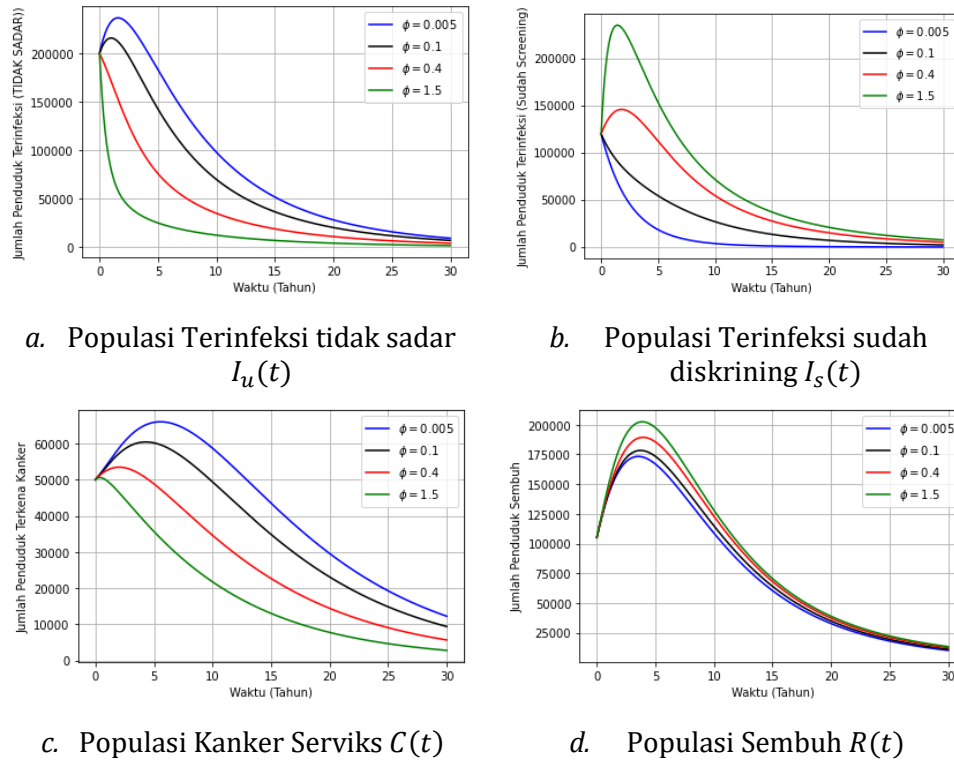 Jumlah Penduduk Terinfeksi (TIDAK SADAR))
200000
150000
100000
50000
0
0 5 10 15 20 25 30
Waktu (Tahun)
ϕ = 0.005
ϕ = 0.1
ϕ = 0.4
ϕ = 1.5
Jumlah Penduduk Terinfeksi (Sudah Screening)
200000
150000
100000
50000
0
0 5 10 15 20 25 30
Waktu (Tahun)
ϕ = 0.005
ϕ = 0.1
ϕ = 0.4
ϕ = 1.5
a. Populasi Terinfeksi tidak sadar
I_u(t)
b. Populasi Terinfeksi sudah
diskrining I_s(t)
Jumlah Penduduk Terkena Kanker
60000
50000
40000
30000
20000
10000
0
0 5 10 15 20 25 30
Waktu (Tahun)
ϕ = 0.005
ϕ = 0.1
ϕ = 0.4
ϕ = 1.5
Jumlah Penduduk Sembuh
200000
175000
150000
125000
100000
75000
50000
25000
0 5 10 15 20 25 30
Waktu (Tahun)
ϕ = 0.005
ϕ = 0.1
ϕ = 0.4
ϕ = 1.5
c. Populasi Kanker Serviks C(t)
d. Populasi Sembuh R(t)